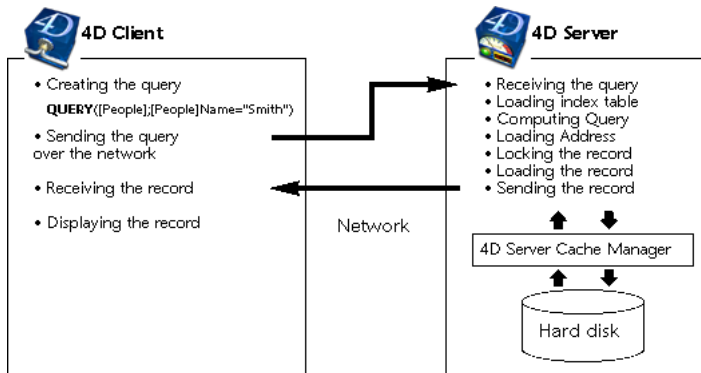 4D Client
• Creating the query
QUERY([People];[People]Name="Smith")
• Sending the query
over the network
• Receiving the record
• Displaying the record
Network
4D Server
• Receiving the query
• Loading index table
• Computing Query
• Loading Address
• Locking the record
• Loading the record
• Sending the record
4D Server Cache Manager
Hard disk